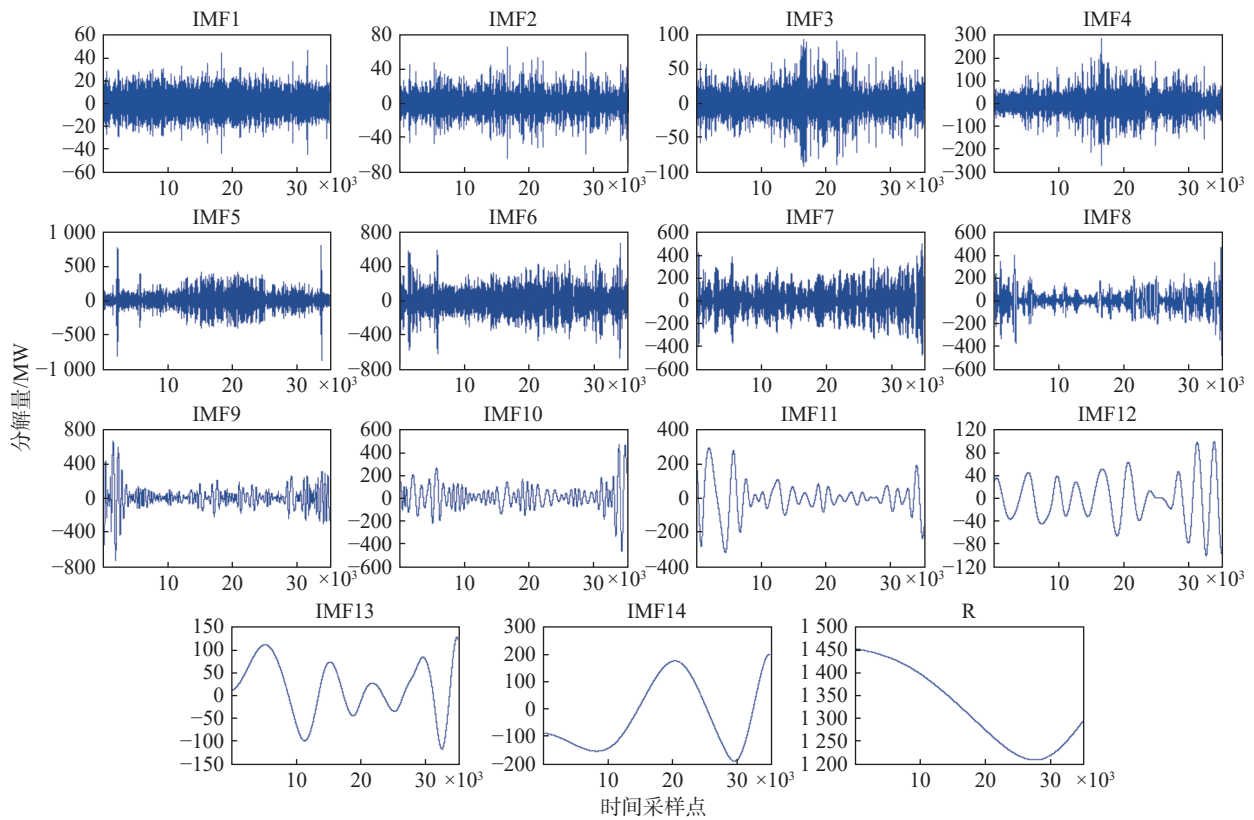 IMF1 IMF2 IMF3 IMF4
60 80 100 300
40 40 50 200
20 0 0 100
0 −40 −50 0
−20 −80 −100 −100
−40 −200
−60 −300
10 20 30 ×10³ 10 20 30 ×10³ 10 20 30 ×10³ 10 20 30 ×10³
IMF5 IMF6 IMF7 IMF8
1 000 800 600 600
500 400 400 400
0 0 200 200
−500 −400 0 0
−1 000 −800 −200 −200
−400 −400
−600 −600
10 20 30 ×10³ 10 20 30 ×10³ 10 20 30 ×10³ 10 20 30 ×10³
分解量/MW
IMF9 IMF10 IMF11 IMF12
800 600 400 120
400 400 200 80
0 200 0 40
−400 0 −200 0
−800 −200 −400 −40
−400 −80
−600 −120
10 20 30 ×10³ 10 20 30 ×10³ 10 20 30 ×10³ 10 20 30 ×10³
IMF13 IMF14 R
150 300 1 500
100 200 1 450
50 100 1 400
0 0 1 350
−50 −100 1 300
−100 −200 1 250
−150 1 200
10 20 30 ×10³ 10 20 30 ×10³ 10 20 30 ×10³
时间采样点